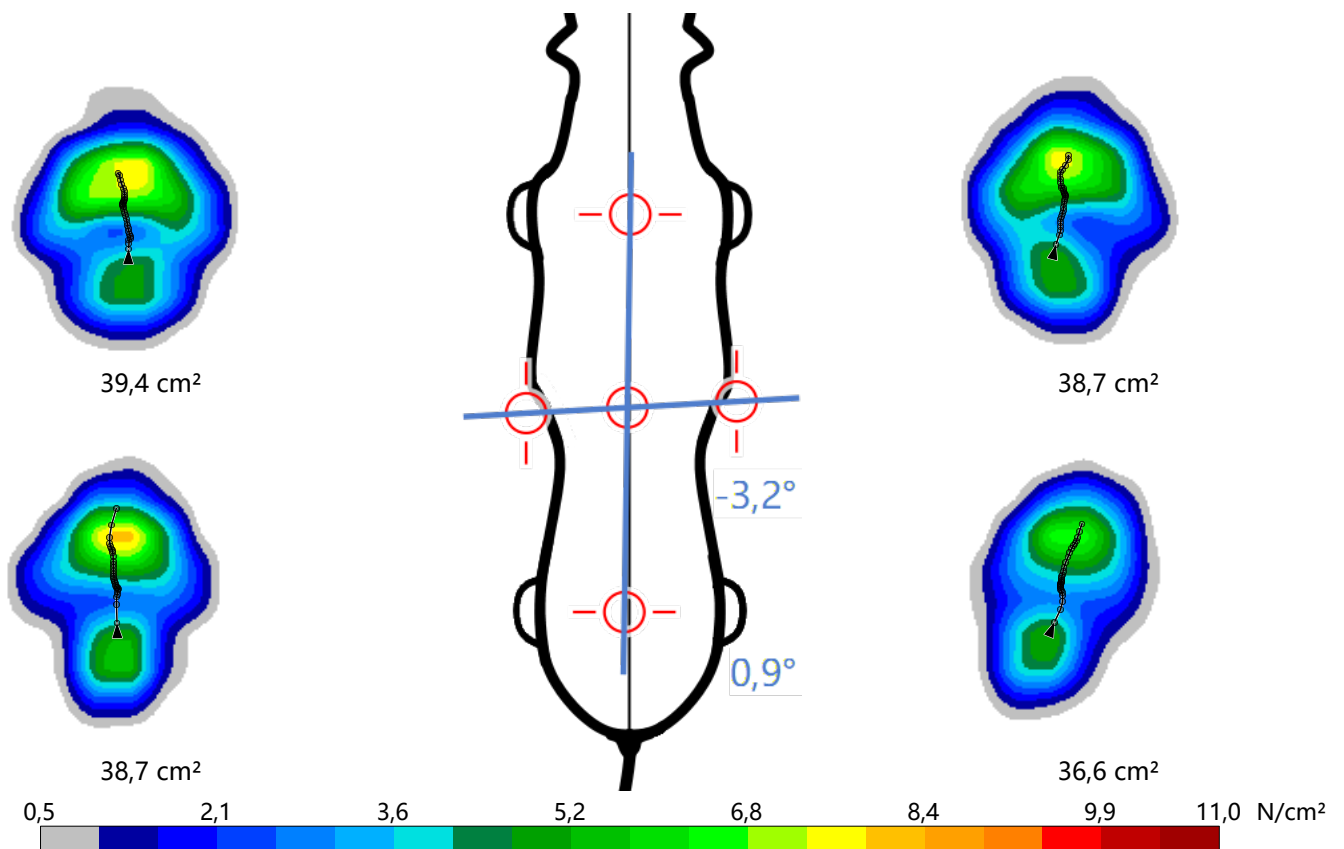 39,4 cm²
38,7 cm²
-3,2°
0,9°
38,7 cm²
36,6 cm²
0,5 2,1 3,6 5,2 6,8 8,4 9,9 11,0 N/cm²